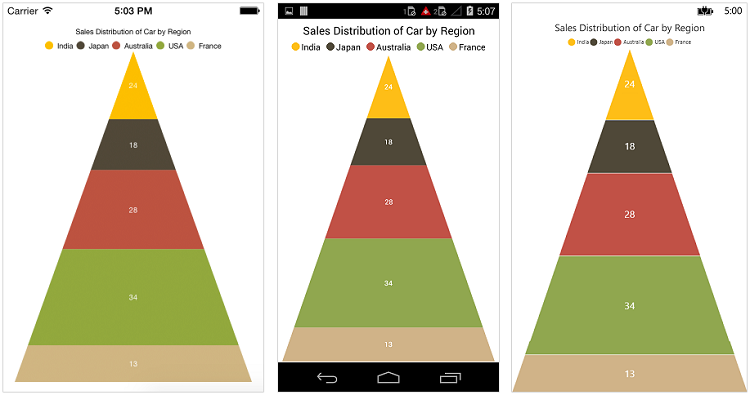 Carrier 5:03 PM
Sales Distribution of Car by Region
India Japan Australia USA France
24
18
28
34
13
1 2 5:07
Sales Distribution of Car by Region
India Japan Australia USA France
24
18
28
34
13
5:00
Sales Distribution of Car by Region
India Japan Australia USA France
24
18
28
34
13